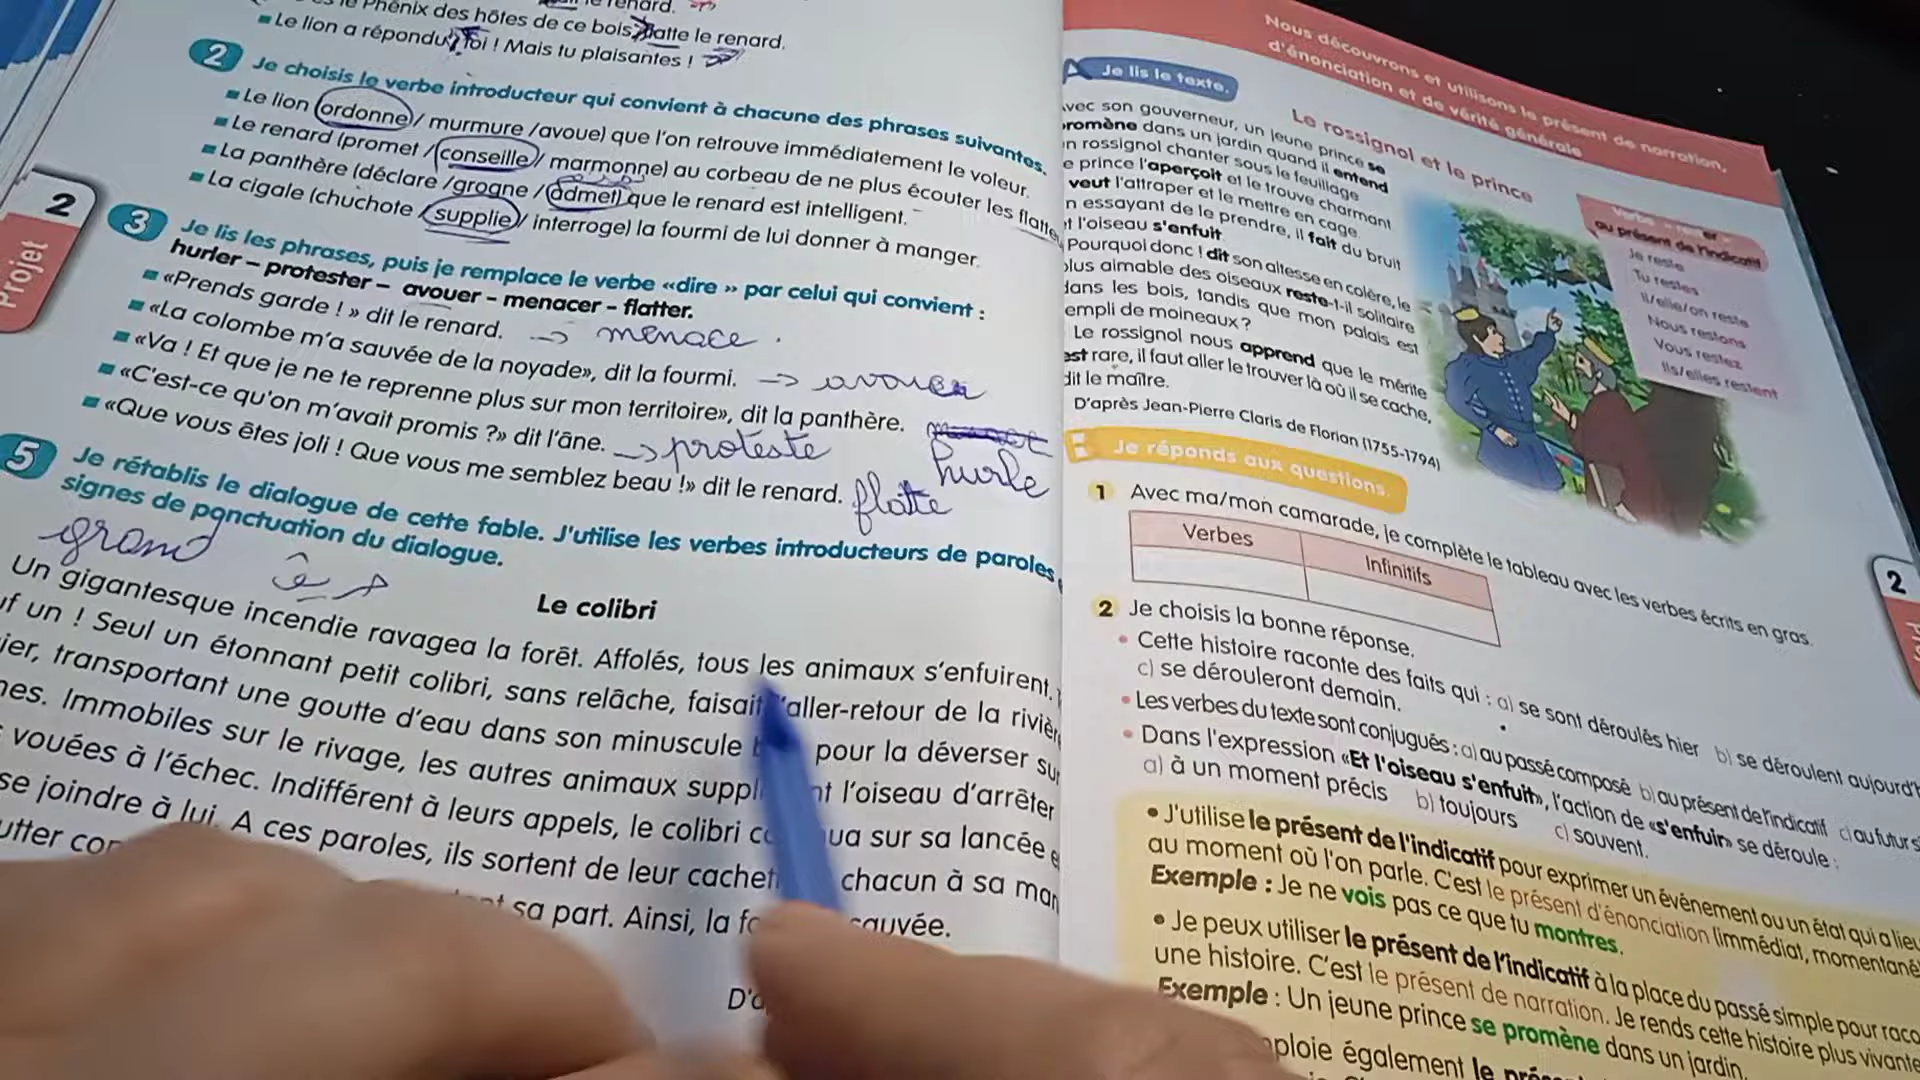 le renard.
le Phénix des hôtes de ce bois, flatte le renard.
Le lion a répondu, toi ! Mais tu plaisantes !
2 Je choisis le verbe introducteur qui convient à chacune des phrases suivantes.
Le lion (ordonne / murmure /avoue) que l'on retrouve immédiatement le voleur.
Le renard (promet / conseille / marmonne) au corbeau de ne plus écouter les flatte
La panthère (déclare /grogne / admet) que le renard est intelligent.
La cigale (chuchote / supplie / interroge) la fourmi de lui donner à manger.
Projet 2
3 Je lis les phrases, puis je remplace le verbe «dire » par celui qui convient :
hurler – protester – avouer – menacer – flatter.
«Prends garde ! » dit le renard. → menace .
«La colombe m'a sauvée de la noyade», dit la fourmi. → avouer
«Va ! Et que je ne te reprenne plus sur mon territoire», dit la panthère.
hurle
«C'est-ce qu'on m'avait promis ?» dit l'âne. → proteste
«Que vous êtes joli ! Que vous me semblez beau !» dit le renard. flatte
5 Je rétablis le dialogue de cette fable. J'utilise les verbes introducteurs de paroles
signes de ponctuation du dialogue.
grand
Le colibri
Un gigantesque incendie ravagea la forêt. Affolés, tous les animaux s'enfuirent.
un ! Seul un étonnant petit colibri, sans relâche, faisait l'aller-retour de la
transportant une goutte d'eau dans son minuscule pour la déverser
Immobiles sur le rivage, les autres animaux l'oiseau d'arrêter
vouées à l'échec. Indifférent à leurs appels, le colibri sur sa lancée
se joindre à lui. A ces paroles, ils sortent de leur chacun à sa
sa part. Ainsi, la sauvée.
Nous découvrons et utilisons le présent de narration,
d'énonciation et de vérité générale
Je lis le texte.
Le rossignol et le prince
avec son gouverneur, un jeune prince se
promène dans un jardin quand il entend
un rossignol chanter sous le feuillage
le prince l'aperçoit et le trouve charmant
veut l'attraper et le mettre en cage.
en essayant de le prendre, il fait du bruit
et l'oiseau s'enfuit.
Pourquoi donc ! dit son altesse en colère, le
plus aimable des oiseaux reste-t-il solitaire
dans les bois, tandis que mon palais est
empli de moineaux ?
Le rossignol nous apprend que le mérite
est rare, il faut aller le trouver là où il se cache,
dit le maître.
D'après Jean-Pierre Claris de Florian (1755-1794)
au présent de l'indicatif
Je reste
Tu restes
Il/elle/on reste
Nous restons
Vous restez
Ils/elles restent
Je réponds aux questions.
1 Avec ma/mon camarade, je complète le tableau avec les verbes écrits en gras.
Verbes Infinitifs
2 Je choisis la bonne réponse.
Cette histoire raconte des faits qui : a) se sont déroulés hier b) se déroulent aujourd'h
c) se dérouleront demain.
Les verbes du texte sont conjugués : a) au passé composé b) au présent de l'indicatif c) au futur s
Dans l'expression «Et l'oiseau s'enfuit», l'action de «s'enfuir» se déroule :
a) à un moment précis b) toujours c) souvent.
2
• J'utilise le présent de l'indicatif pour exprimer un événement ou un état qui a lieu
au moment où l'on parle. C'est le présent d'énonciation (immédiat, momentané
Exemple : Je ne vois pas ce que tu montres.
• Je peux utiliser le présent de l'indicatif à la place du passé simple pour raco
une histoire. C'est le présent de narration. Je rends cette histoire plus vivante
Exemple : Un jeune prince se promène dans un jardin.
également le